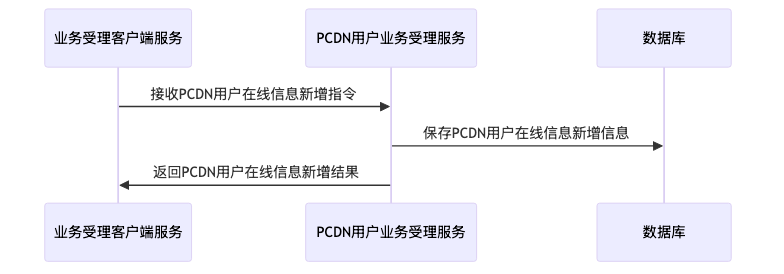 业务受理客户端服务
PCDN用户业务受理服务
数据库
接收PCDN用户在线信息新增指令
保存PCDN用户在线信息新增信息
返回PCDN用户在线信息新增结果
业务受理客户端服务
PCDN用户业务受理服务
数据库